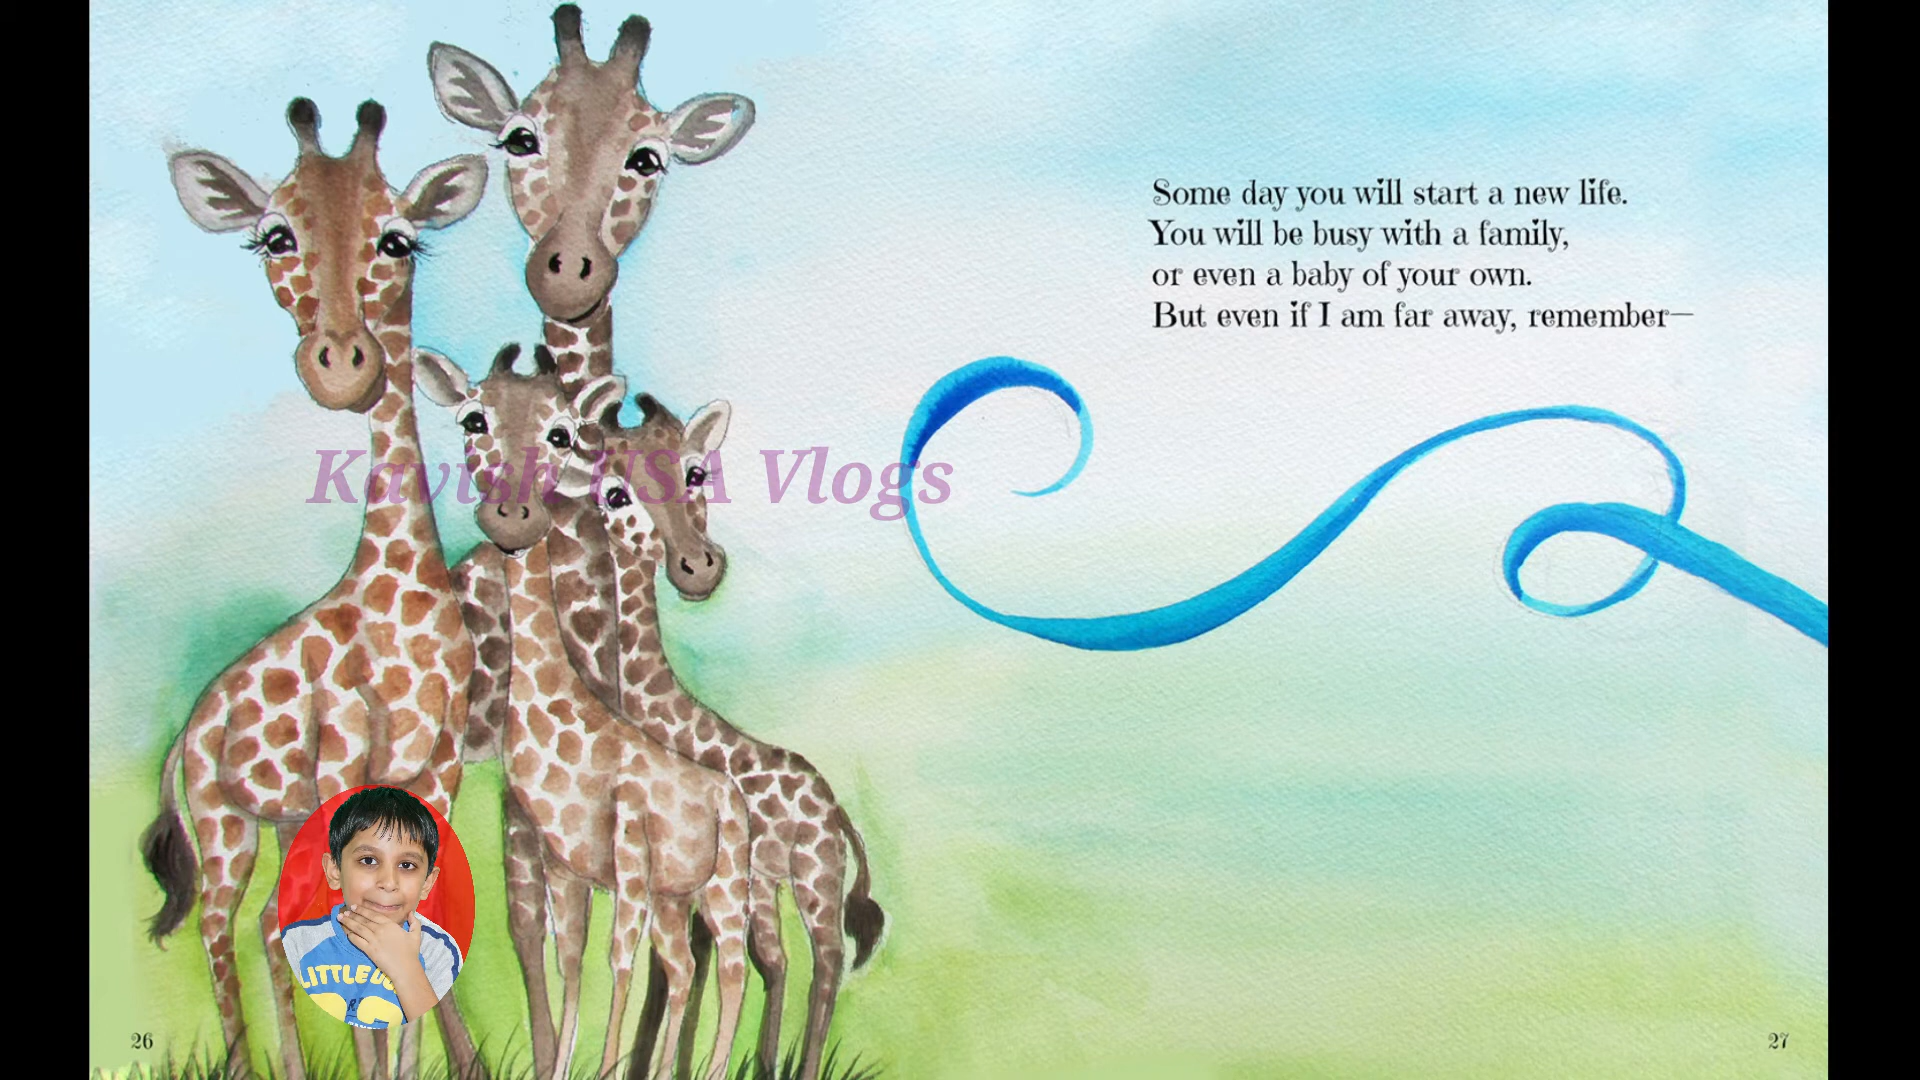 Some day you will start a new life.
You will be busy with a family,
or even a baby of your own.
But even if I am far away, remember—
Kavish USA Vlogs
LITTLE
26
27